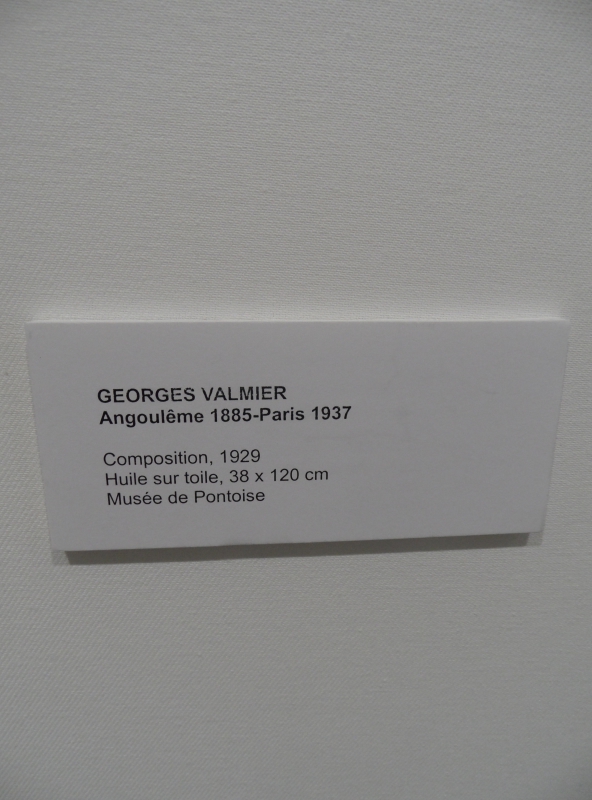 GEORGES VALMIER
Angoulême 1885-Paris 1937
Composition, 1929
Huile sur toile, 38 x 120 cm
Musée de Pontoise